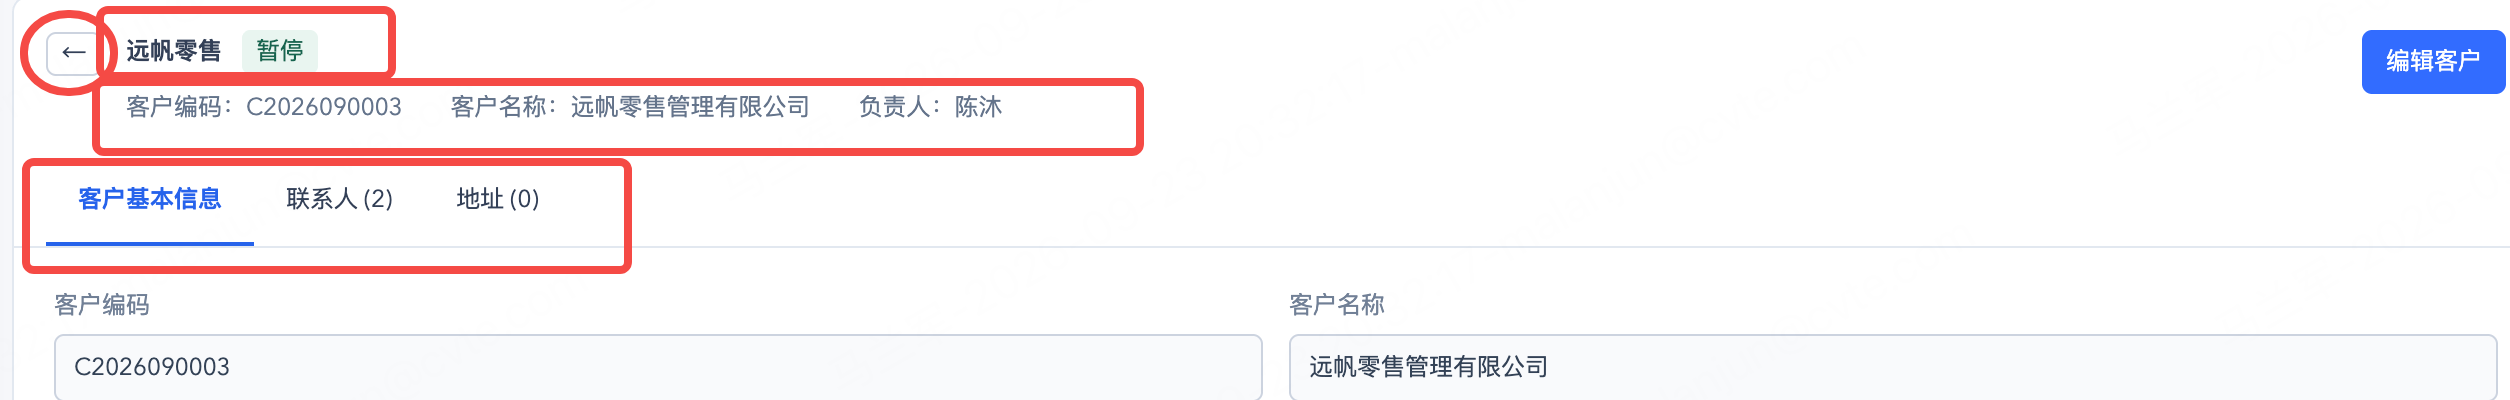 ← 远帆零售 暂停 编辑客户
客户编码：C2026090003 客户名称：远帆零售管理有限公司 负责人：陈沐
客户基本信息 联系人 (2) 地址 (0)
客户编码 客户名称
C2026090003 远帆零售管理有限公司